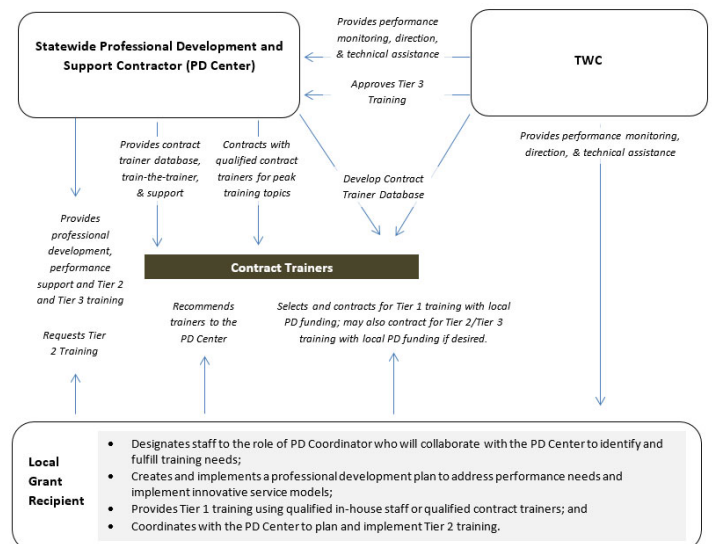 Statewide Professional Development and
Support Contractor (PD Center)
Provides performance
monitoring, direction,
& technical assistance
TWC
Approves Tier 3
Training
Provides contract
trainer database,
train-the-trainer,
& support
Contracts with
qualified contract
trainers for peak
training topics
Develop Contract
Trainer Database
Provides performance monitoring,
direction, & technical assistance
Provides
professional
development,
performance
support and Tier 2
and Tier 3 training
Contract Trainers
Requests Tier
2 Training
Recommends
trainers to the
PD Center
Selects and contracts for Tier 1 training with local
PD funding; may also contract for Tier 2/Tier 3
training with local PD funding if desired.
Local
Grant
Recipient
• Designates staff to the role of PD Coordinator who will collaborate with the PD Center to identify and
fulfill training needs;
• Creates and implements a professional development plan to address performance needs and
implement innovative service models;
• Provides Tier 1 training using qualified in-house staff or qualified contract trainers; and
• Coordinates with the PD Center to plan and implement Tier 2 training.